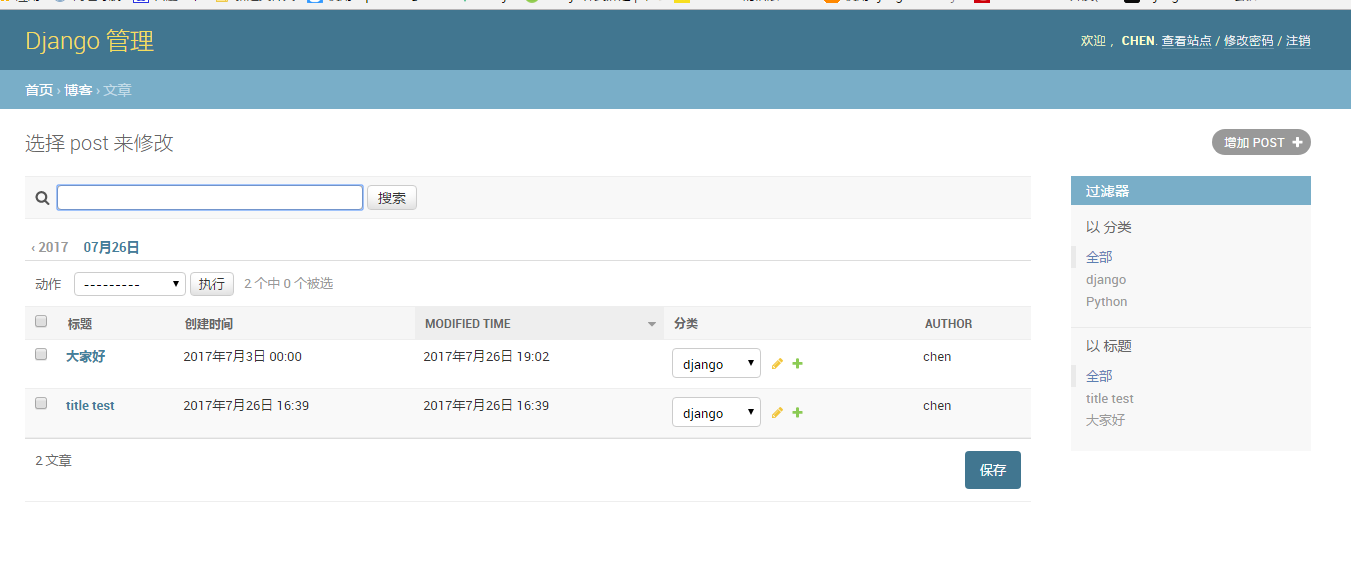 Django 管理
欢迎， CHEN. 查看站点 / 修改密码 / 注销
首页 › 博客 › 文章
选择 post 来修改
增加 POST
搜索
‹ 2017 07月26日
动作 --------- 执行 2 个中 0 个被选
标题 创建时间 MODIFIED TIME 分类 AUTHOR
大家好 2017年7月3日 00:00 2017年7月26日 19:02 django chen
title test 2017年7月26日 16:39 2017年7月26日 16:39 django chen
2 文章
保存
过滤器
以 分类
全部
django
Python
以 标题
全部
title test
大家好